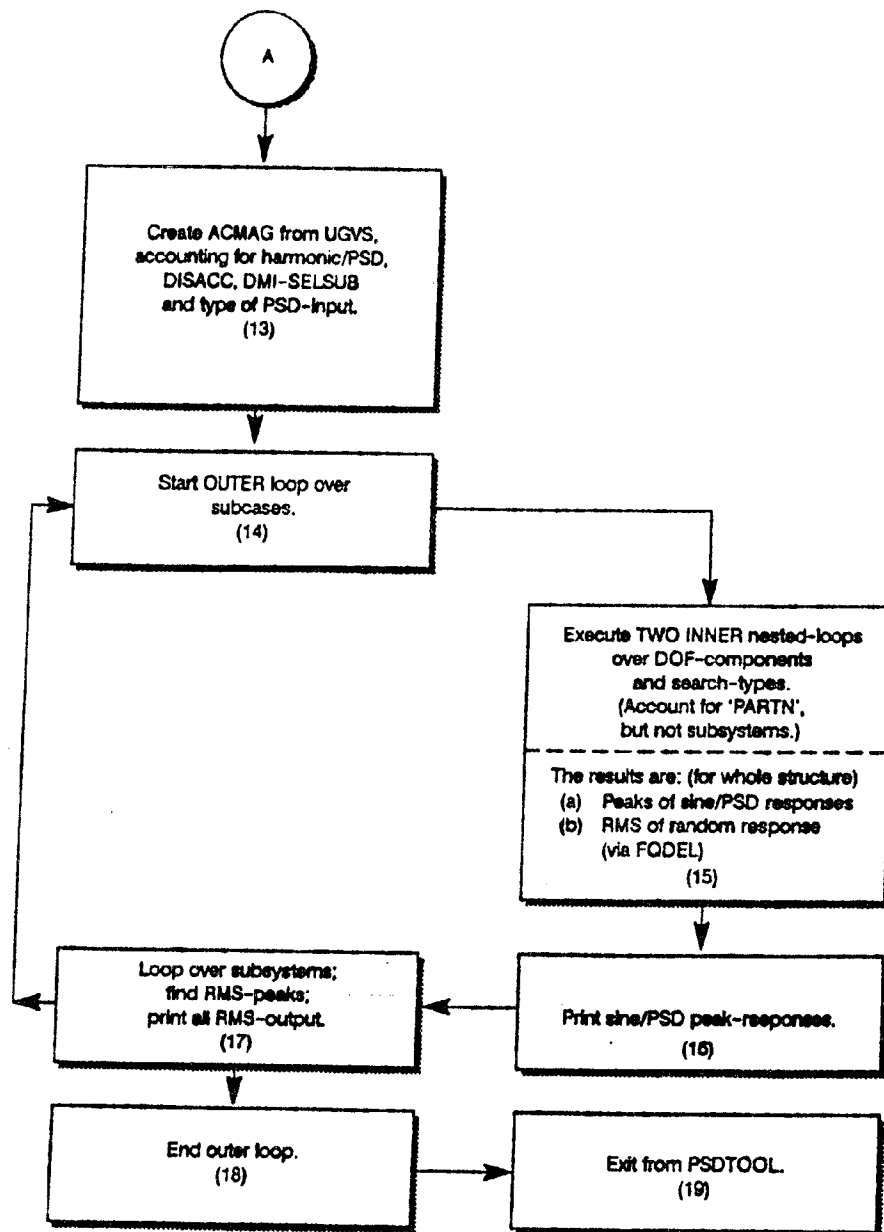 A
Create ACMAG from UGVS,
accounting for harmonic/PSD,
DISACC, DMI-SELSUB
and type of PSD-Input.
(13)
Start OUTER loop over
subcases.
(14)
Execute TWO INNER nested-loops
over DOF-components
and search-types.
(Account for 'PARTN',
but not subsystems.)
The results are: (for whole structure)
(a) Peaks of sine/PSD responses
(b) RMS of random response
(via FQDEL)
(15)
Print sine/PSD peak-responses.
(16)
Loop over subsystems;
find RMS-peaks;
print all RMS-output.
(17)
End outer loop.
(18)
Exit from PSDTOOL.
(19)